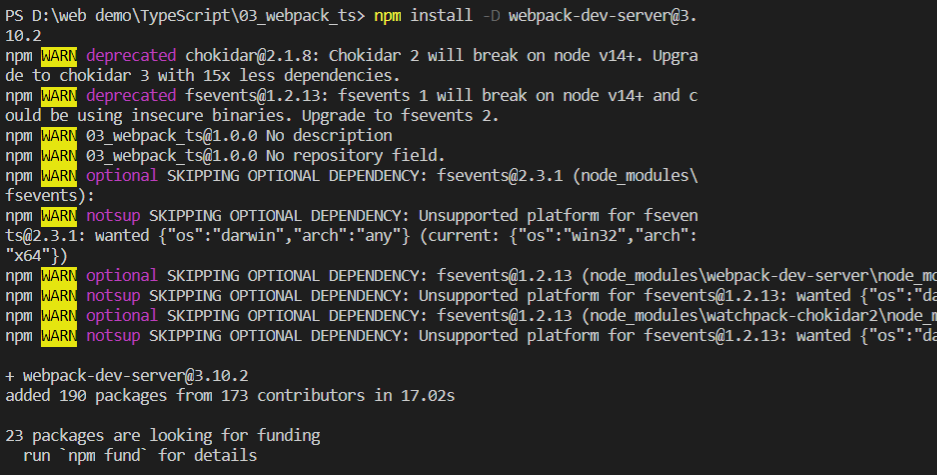 PS D:\web demo\TypeScript\03_webpack_ts> npm install -D webpack-dev-server@3.
10.2
npm WARN deprecated chokidar@2.1.8: Chokidar 2 will break on node v14+. Upgra
de to chokidar 3 with 15x less dependencies.
npm WARN deprecated fsevents@1.2.13: fsevents 1 will break on node v14+ and c
ould be using insecure binaries. Upgrade to fsevents 2.
npm WARN 03_webpack_ts@1.0.0 No description
npm WARN 03_webpack_ts@1.0.0 No repository field.
npm WARN optional SKIPPING OPTIONAL DEPENDENCY: fsevents@2.3.1 (node_modules\
fsevents):
npm WARN notsup SKIPPING OPTIONAL DEPENDENCY: Unsupported platform for fseven
ts@2.3.1: wanted {"os":"darwin","arch":"any"} (current: {"os":"win32","arch":
"x64"})
npm WARN optional SKIPPING OPTIONAL DEPENDENCY: fsevents@1.2.13 (node_modules\webpack-dev-server\node_mo
npm WARN notsup SKIPPING OPTIONAL DEPENDENCY: Unsupported platform for fsevents@1.2.13: wanted {"os":"da
npm WARN optional SKIPPING OPTIONAL DEPENDENCY: fsevents@1.2.13 (node_modules\watchpack-chokidar2\node_m
npm WARN notsup SKIPPING OPTIONAL DEPENDENCY: Unsupported platform for fsevents@1.2.13: wanted {"os":"da
+ webpack-dev-server@3.10.2
added 190 packages from 173 contributors in 17.02s
23 packages are looking for funding
run `npm fund` for details